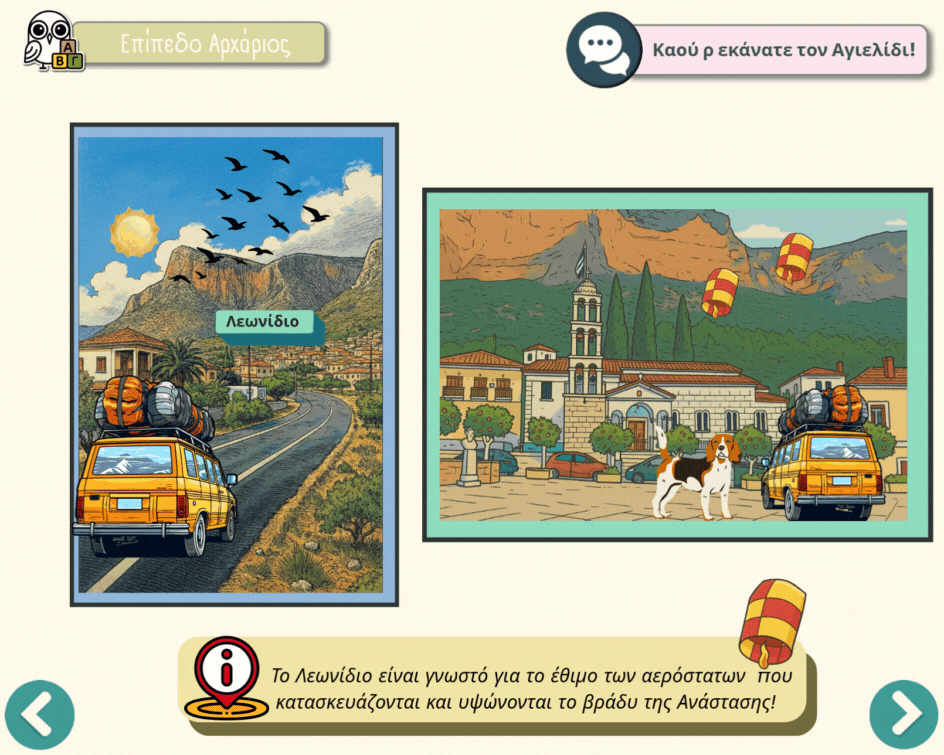 Επίπεδο Αρχάριος
Καού ρ εκάνατε τον Αγιελίδι!
Λεωνίδιο
Α
Β Γ
Το Λεωνίδιο είναι γνωστό για το έθιμο των αερόστατων που
κατασκευάζονται και υψώνονται το βράδυ της Ανάστασης!